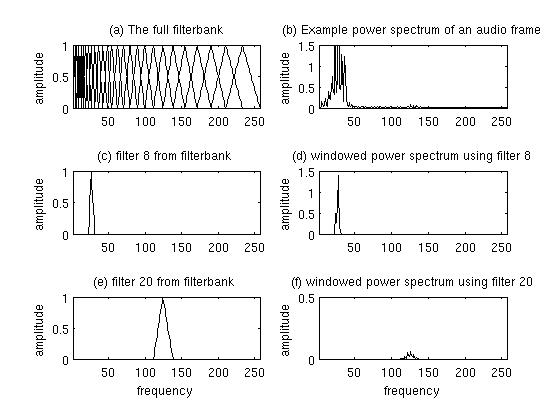 (a) The full filterbank
(b) Example power spectrum of an audio frame
1
0.5
0
amplitude
50 100 150 200 250
1.5
1
0.5
0
amplitude
50 100 150 200 250
(c) filter 8 from filterbank
(d) windowed power spectrum using filter 8
1
0.5
0
amplitude
50 100 150 200 250
1.5
1
0.5
0
amplitude
50 100 150 200 250
(e) filter 20 from filterbank
(f) windowed power spectrum using filter 20
1
0.5
0
amplitude
50 100 150 200 250
frequency
0.5
0
amplitude
50 100 150 200 250
frequency